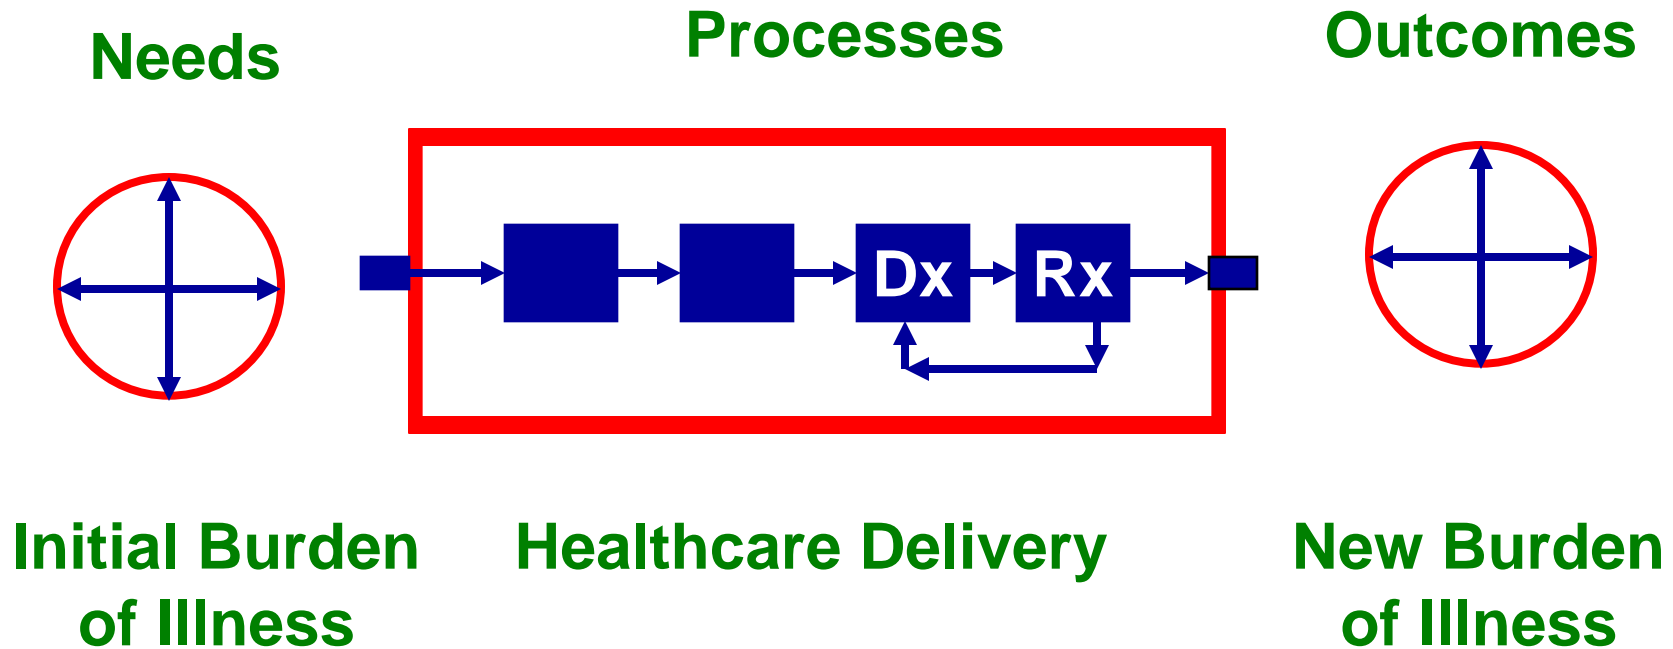 Needs
Processes
Outcomes
Dx
Rx
Initial Burden
of Illness
Healthcare Delivery
New Burden
of Illness